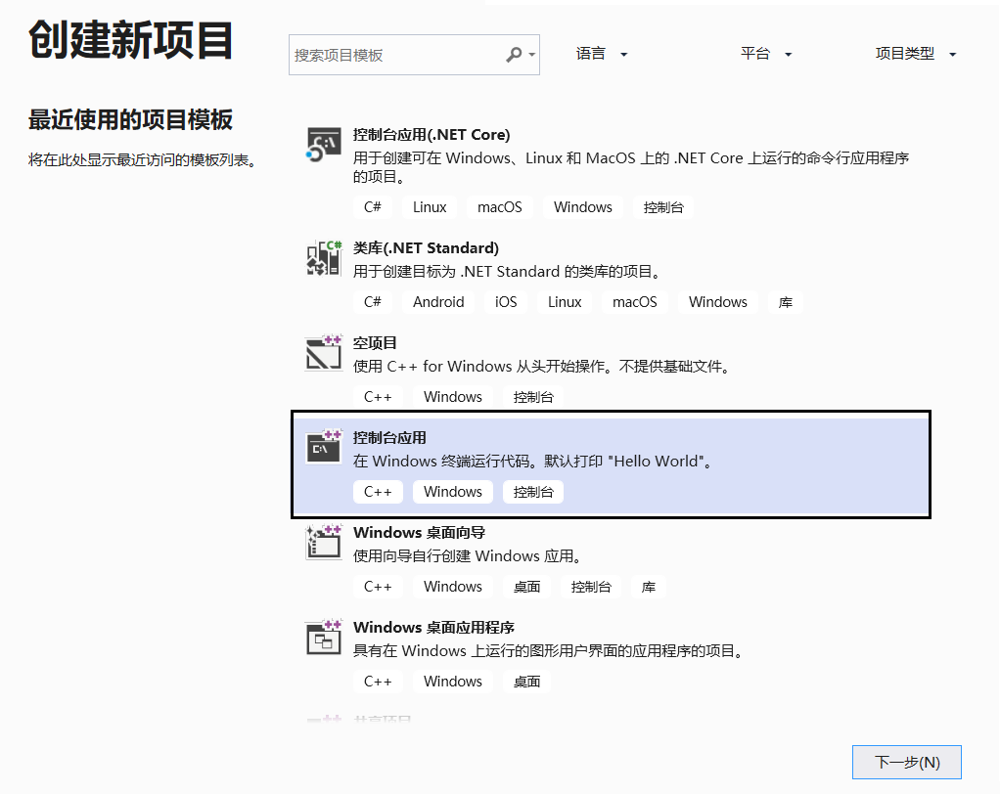 创建新项目
搜索项目模板
语言
平台
项目类型
最近使用的项目模板
将在此处显示最近访问的模板列表。
控制台应用(.NET Core)
用于创建可在 Windows、Linux 和 MacOS 上的 .NET Core 上运行的命令行应用程序
的项目。
C# Linux macOS Windows 控制台
类库(.NET Standard)
用于创建目标为 .NET Standard 的类库的项目。
C# Android iOS Linux macOS Windows 库
空项目
使用 C++ for Windows 从头开始操作。不提供基础文件。
C++ Windows 控制台
控制台应用
在 Windows 终端运行代码。默认打印 "Hello World"。
C++ Windows 控制台
Windows 桌面向导
使用向导自行创建 Windows 应用。
C++ Windows 桌面 控制台 库
Windows 桌面应用程序
具有在 Windows 上运行的图形用户界面的应用程序的项目。
C++ Windows 桌面
下一步(N)